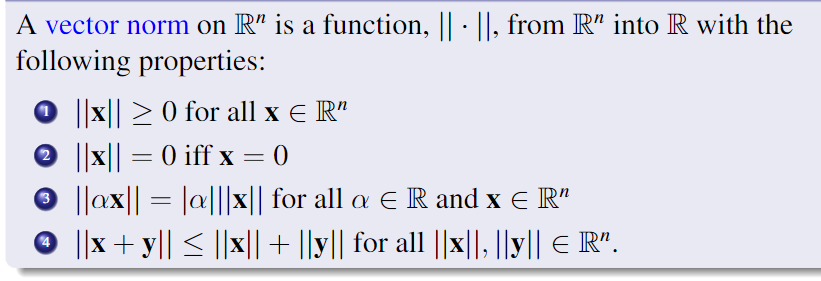 A vector norm on ℝⁿ is a function, || · ||, from ℝⁿ into ℝ with the
following properties:
1 ||x|| ≥ 0 for all x ∈ ℝⁿ
2 ||x|| = 0 iff x = 0
3 ||αx|| = |α|||x|| for all α ∈ ℝ and x ∈ ℝⁿ
4 ||x + y|| ≤ ||x|| + ||y|| for all ||x||, ||y|| ∈ ℝⁿ.